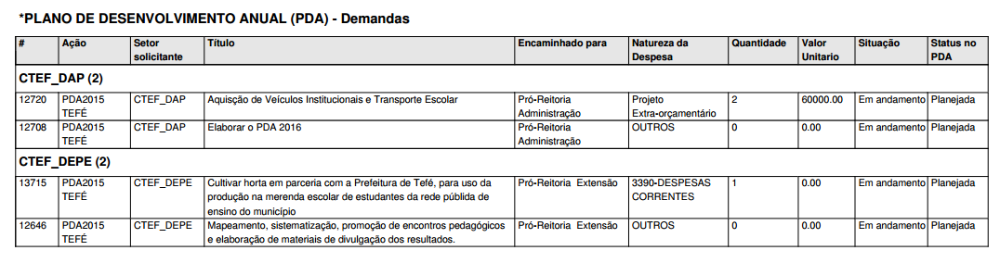 *PLANO DE DESENVOLVIMENTO ANUAL (PDA) - Demandas
# Ação Setor solicitante Título Encaminhado para Natureza da Despesa Quantidade Valor Unitario Situação Status no PDA
CTEF_DAP (2)
12720 PDA2015 TEFÉ CTEF_DAP Aquisção de Veículos Institucionais e Transporte Escolar Pró-Reitoria Administração Projeto Extra-orçamentário 2 60000.00 Em andamento Planejada
12708 PDA2015 TEFÉ CTEF_DAP Elaborar o PDA 2016 Pró-Reitoria Administração OUTROS 0 0.00 Em andamento Planejada
CTEF_DEPE (2)
13715 PDA2015 TEFÉ CTEF_DEPE Cultivar horta em parceria com a Prefeitura de Tefé, para uso da produção na merenda escolar de estudantes da rede públida de ensino do município Pró-Reitoria Extensão 3390-DESPESAS CORRENTES 1 0.00 Em andamento Planejada
12646 PDA2015 TEFÉ CTEF_DEPE Mapeamento, sistematização, promoção de encontros pedagógicos e elaboração de materiais de divulgação dos resultados. Pró-Reitoria Extensão OUTROS 0 0.00 Em andamento Planejada